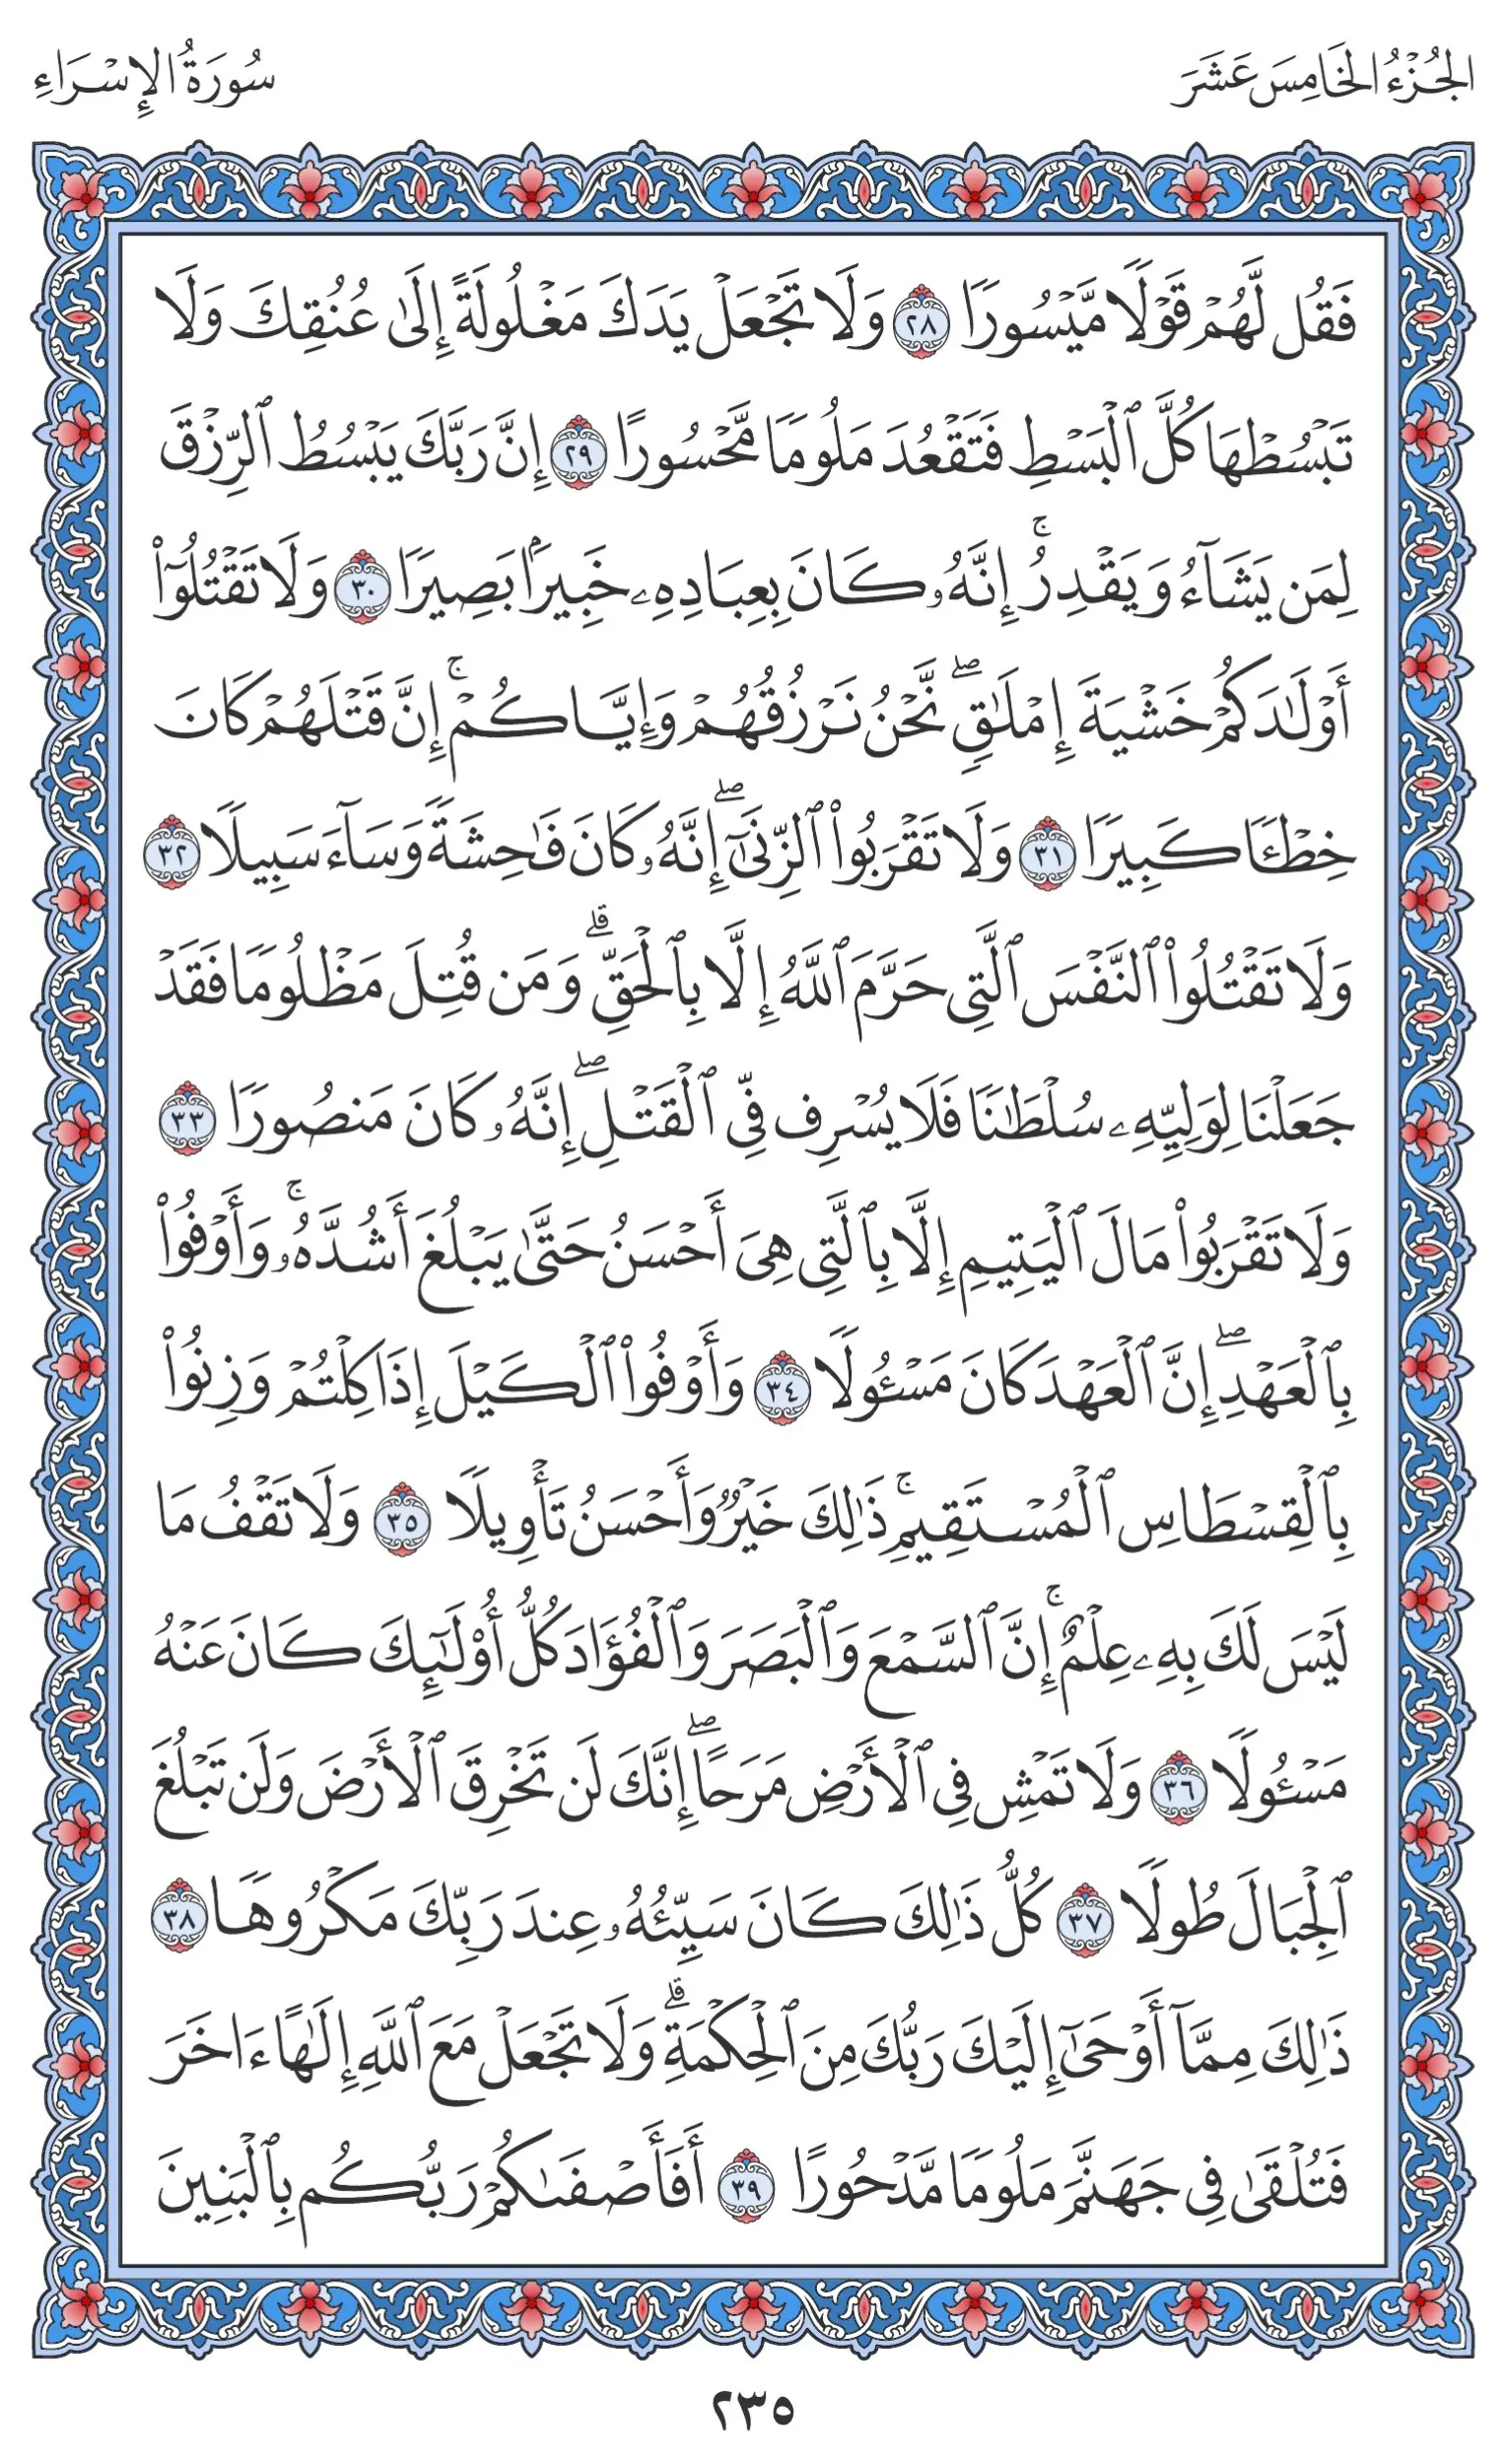 الجُزْءُ الخَامِسَ عَشَرَ
سُورَةُ الإِسْرَاءِ
فَقُل لَّهُمْ قَوْلًا مَّيْسُورًا ٢٨ وَلَا تَجْعَلْ يَدَكَ مَغْلُولَةً إِلَىٰ عُنُقِكَ وَلَا
تَبْسُطْهَا كُلَّ ٱلْبَسْطِ فَتَقْعُدَ مَلُومًا مَّحْسُورًا ٢٩ إِنَّ رَبَّكَ يَبْسُطُ ٱلرِّزْقَ
لِمَن يَشَآءُ وَيَقْدِرُ ۚ إِنَّهُۥ كَانَ بِعِبَادِهِۦ خَبِيرًۢا بَصِيرًا ٣٠ وَلَا تَقْتُلُوٓا۟
أَوْلَـٰدَكُمْ خَشْيَةَ إِمْلَـٰقٍ ۖ نَّحْنُ نَرْزُقُهُمْ وَإِيَّاكُمْ ۚ إِنَّ قَتْلَهُمْ كَانَ
خِطْـًٔا كَبِيرًا ٣١ وَلَا تَقْرَبُوا۟ ٱلزِّنَىٰٓ ۖ إِنَّهُۥ كَانَ فَـٰحِشَةً وَسَآءَ سَبِيلًا ٣٢
وَلَا تَقْتُلُوا۟ ٱلنَّفْسَ ٱلَّتِى حَرَّمَ ٱللَّهُ إِلَّا بِٱلْحَقِّ ۗ وَمَن قُتِلَ مَظْلُومًا فَقَدْ
جَعَلْنَا لِوَلِيِّهِۦ سُلْطَـٰنًا فَلَا يُسْرِف فِّى ٱلْقَتْلِ ۖ إِنَّهُۥ كَانَ مَنصُورًا ٣٣
وَلَا تَقْرَبُوا۟ مَالَ ٱلْيَتِيمِ إِلَّا بِٱلَّتِى هِىَ أَحْسَنُ حَتَّىٰ يَبْلُغَ أَشُدَّهُۥ ۚ وَأَوْفُوا۟
بِٱلْعَهْدِ ۖ إِنَّ ٱلْعَهْدَ كَانَ مَسْـُٔولًا ٣٤ وَأَوْفُوا۟ ٱلْكَيْلَ إِذَا كِلْتُمْ وَزِنُوا۟
بِٱلْقِسْطَاسِ ٱلْمُسْتَقِيمِ ۚ ذَٰلِكَ خَيْرٌ وَأَحْسَنُ تَأْوِيلًا ٣٥ وَلَا تَقْفُ مَا
لَيْسَ لَكَ بِهِۦ عِلْمٌ ۚ إِنَّ ٱلسَّمْعَ وَٱلْبَصَرَ وَٱلْفُؤَادَ كُلُّ أُو۟لَـٰٓئِكَ كَانَ عَنْهُ
مَسْـُٔولًا ٣٦ وَلَا تَمْشِ فِى ٱلْأَرْضِ مَرَحًا ۖ إِنَّكَ لَن تَخْرِقَ ٱلْأَرْضَ وَلَن تَبْلُغَ
ٱلْجِبَالَ طُولًا ٣٧ كُلُّ ذَٰلِكَ كَانَ سَيِّئُهُۥ عِندَ رَبِّكَ مَكْرُوهًا ٣٨
ذَٰلِكَ مِمَّآ أَوْحَىٰٓ إِلَيْكَ رَبُّكَ مِنَ ٱلْحِكْمَةِ ۗ وَلَا تَجْعَلْ مَعَ ٱللَّهِ إِلَـٰهًا ءَاخَرَ
فَتُلْقَىٰ فِى جَهَنَّمَ مَلُومًا مَّدْحُورًا ٣٩ أَفَأَصْفَىٰكُمْ رَبُّكُم بِٱلْبَنِينَ
٢٣٥